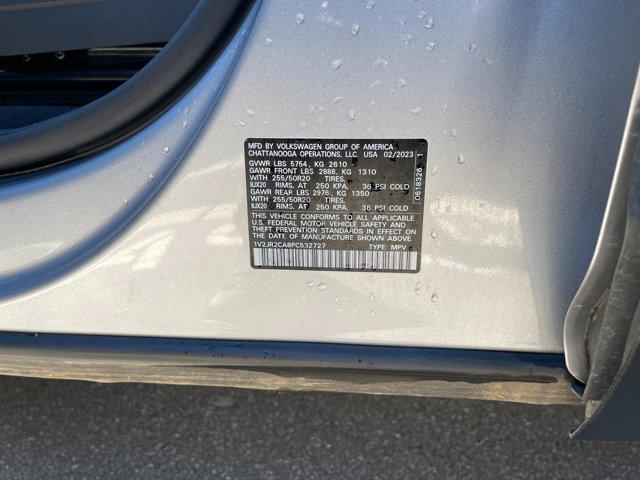 MFD BY VOLKSWAGEN GROUP OF AMERICA
CHATTANOOGA OPERATIONS, LLC. USA 02/2023
GVWR LBS 5754, KG 2610
GAWR FRONT LBS 2888, KG 1310
WITH 255/50R20 TIRES,
8JX20 RIMS, AT 250 KPA, 36 PSI COLD
GAWR REAR LBS 2976, KG 1350
WITH 255/50R20 TIRES,
8JX20 RIMS, AT 250 KPA, 36 PSI COLD
THIS VEHICLE CONFORMS TO ALL APPLICABLE
U.S. FEDERAL MOTOR VEHICLE SAFETY AND
THEFT PREVENTION STANDARDS IN EFFECT ON
THE DATE OF MANUFACTURE SHOWN ABOVE.
1V2JR2CA8PC532727 TYPE: MPV
0618326 1